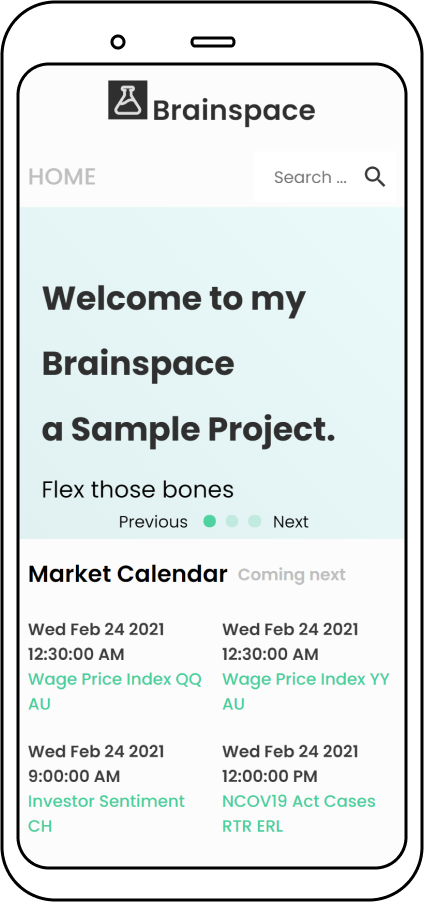 Brainspace
HOME
Search ...
Welcome to my
Brainspace
a Sample Project.
Flex those bones
Previous Next
Market Calendar Coming next
Wed Feb 24 2021
12:30:00 AM
Wage Price Index QQ
AU
Wed Feb 24 2021
12:30:00 AM
Wage Price Index YY
AU
Wed Feb 24 2021
9:00:00 AM
Investor Sentiment
CH
Wed Feb 24 2021
12:00:00 PM
NCOV19 Act Cases
RTR ERL